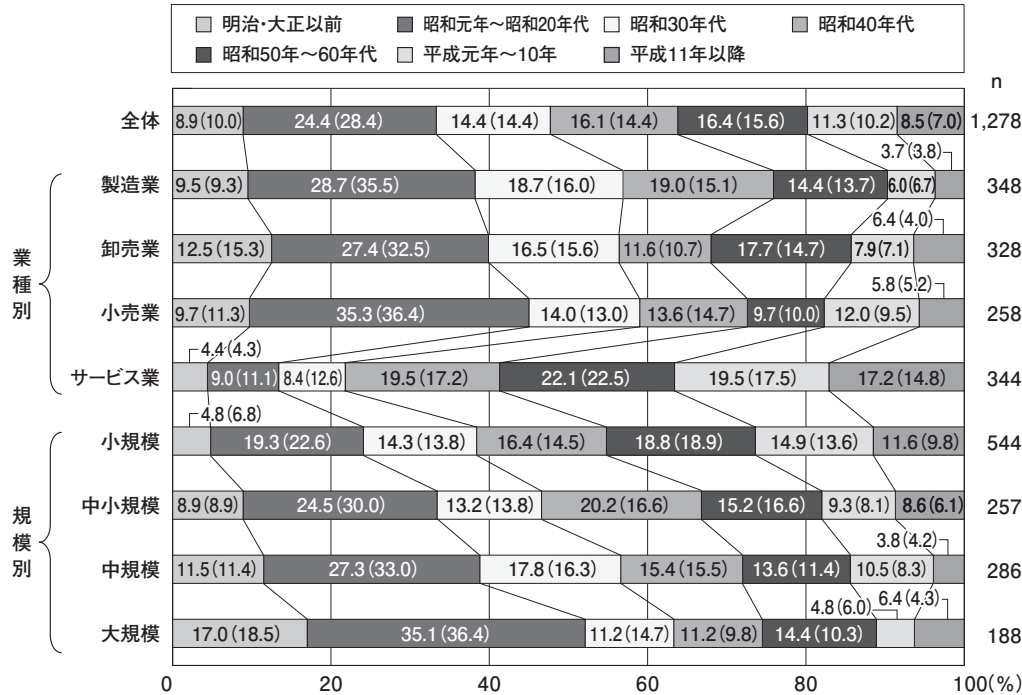 明治・大正以前 昭和元年～昭和20年代 昭和30年代 昭和40年代
昭和50年～60年代 平成元年～10年 平成11年以降
n
全体 8.9(10.0) 24.4(28.4) 14.4(14.4) 16.1(14.4) 16.4(15.6) 11.3(10.2) 8.5(7.0) 1,278
3.7(3.8)
製造業 9.5(9.3) 28.7(35.5) 18.7(16.0) 19.0(15.1) 14.4(13.7) 6.0(6.7) 348
6.4(4.0)
卸売業 12.5(15.3) 27.4(32.5) 16.5(15.6) 11.6(10.7) 17.7(14.7) 7.9(7.1) 328
業種別
5.8(5.2)
小売業 9.7(11.3) 35.3(36.4) 14.0(13.0) 13.6(14.7) 9.7(10.0) 12.0(9.5) 258
4.4(4.3)
サービス業 9.0(11.1) 8.4(12.6) 19.5(17.2) 22.1(22.5) 19.5(17.5) 17.2(14.8) 344
4.8(6.8)
小規模 19.3(22.6) 14.3(13.8) 16.4(14.5) 18.8(18.9) 14.9(13.6) 11.6(9.8) 544
中小規模 8.9(8.9) 24.5(30.0) 13.2(13.8) 20.2(16.6) 15.2(16.6) 9.3(8.1) 8.6(6.1) 257
規模別
3.8(4.2)
中規模 11.5(11.4) 27.3(33.0) 17.8(16.3) 15.4(15.5) 13.6(11.4) 10.5(8.3) 286
4.8(6.0) 6.4(4.3)
大規模 17.0(18.5) 35.1(36.4) 11.2(14.7) 11.2(9.8) 14.4(10.3) 188
0 20 40 60 80 100(%)